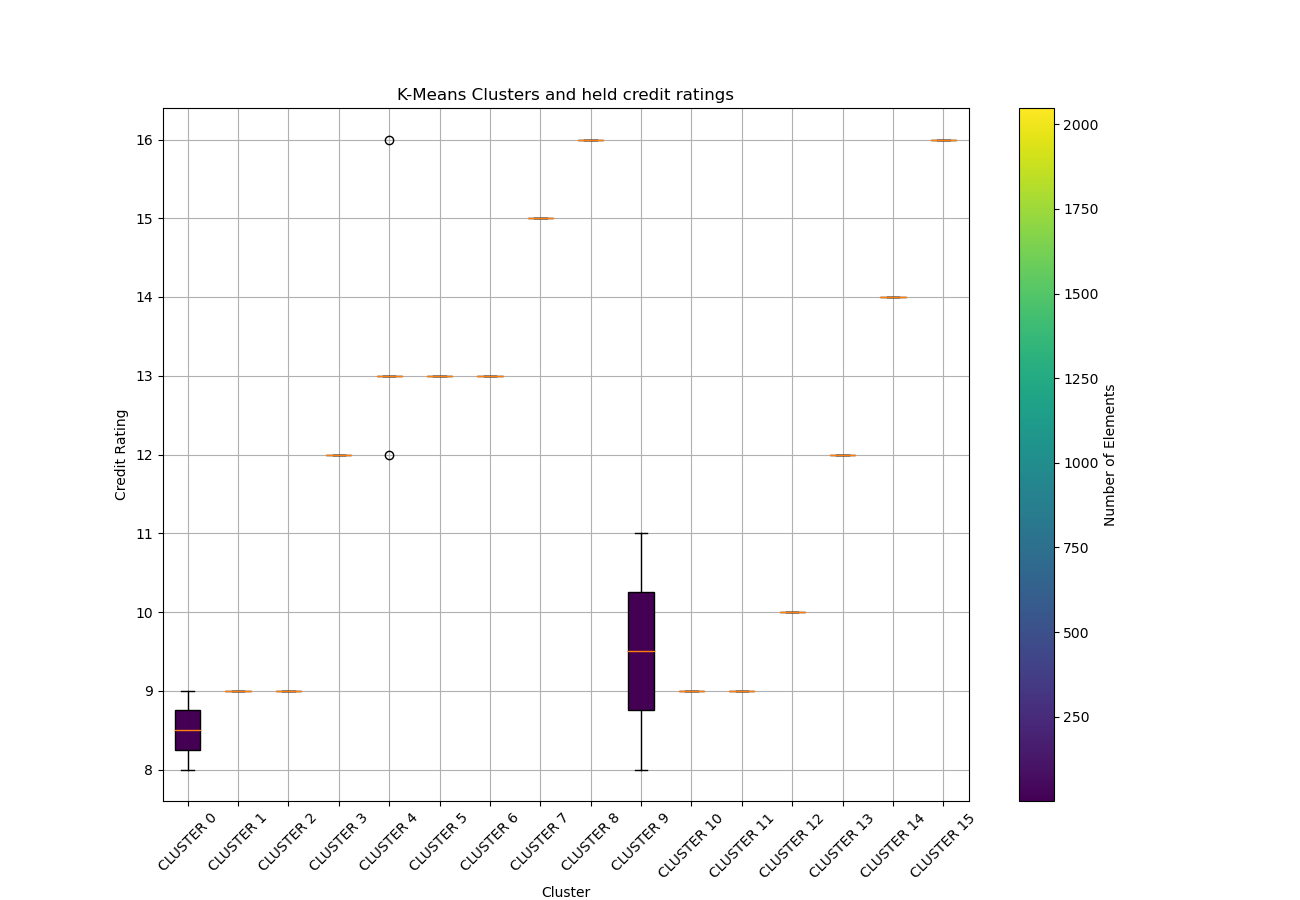 K-Means Clusters and held credit ratings
16
15
14
13
12
11
10
9
8
Credit Rating
CLUSTER 0
CLUSTER 1
CLUSTER 2
CLUSTER 3
CLUSTER 4
CLUSTER 5
CLUSTER 6
CLUSTER 7
CLUSTER 8
CLUSTER 9
CLUSTER 10
CLUSTER 11
CLUSTER 12
CLUSTER 13
CLUSTER 14
CLUSTER 15
Cluster
2000
1750
1500
1250
1000
750
500
250
Number of Elements